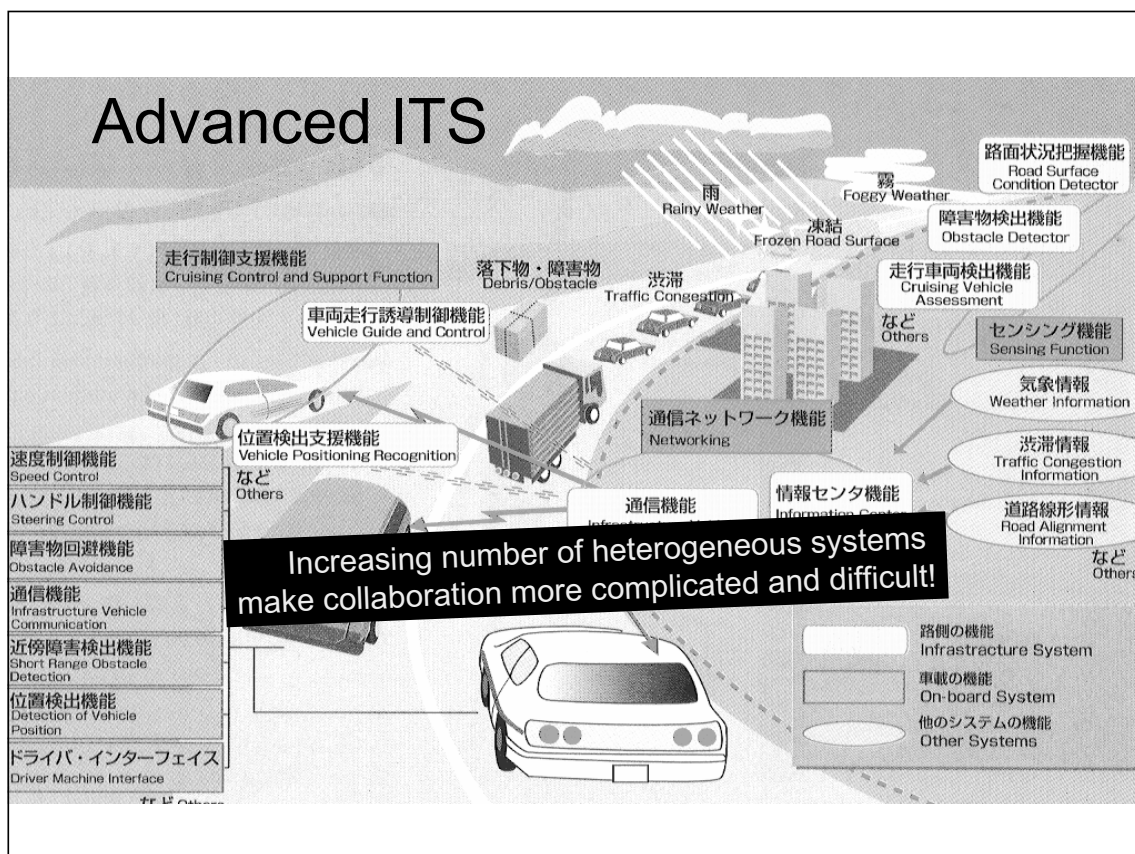 Advanced ITS
路面状況把握機能
Road Surface
Condition Detector
霧
Foggy Weather
雨
Rainy Weather
障害物検出機能
Obstacle Detector
凍結
Frozen Road Surface
走行制御支援機能
Cruising Control and Support Function
落下物・障害物
Debris/Obstacle
渋滞
Traffic Congestion
走行車両検出機能
Cruising Vehicle
Assessment
など
Others
車両走行誘導制御機能
Vehicle Guide and Control
センシング機能
Sensing Function
気象情報
Weather Information
通信ネットワーク機能
Networking
位置検出支援機能
Vehicle Positioning Recognition
など
Others
渋滞情報
Traffic Congestion
Information
通信機能
情報センタ機能
Information Center
道路線形情報
Road Alignment
Information
など
Others
速度制御機能
Speed Control
ハンドル制御機能
Steering Control
障害物回避機能
Obstacle Avoidance
通信機能
Infrastructure Vehicle
Communication
近傍障害検出機能
Short Range Obstacle
Detection
位置検出機能
Detection of Vehicle
Position
ドライバ・インターフェイス
Driver Machine Interface
など Others
Increasing number of heterogeneous systems
make collaboration more complicated and difficult!
路側の機能
Infrastracture System
車載の機能
On-board System
他のシステムの機能
Other Systems